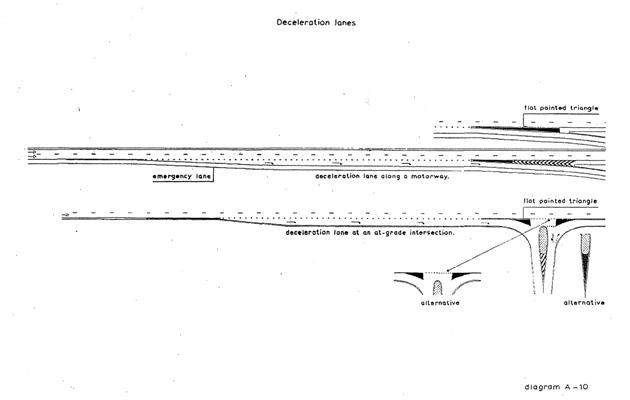 Deceleration lanes
flat painted triangle
emergency lane
deceleration lane along a motorway.
flat painted triangle
deceleration lane at an at-grade intersection.
alternative
alternative
diagram A-10